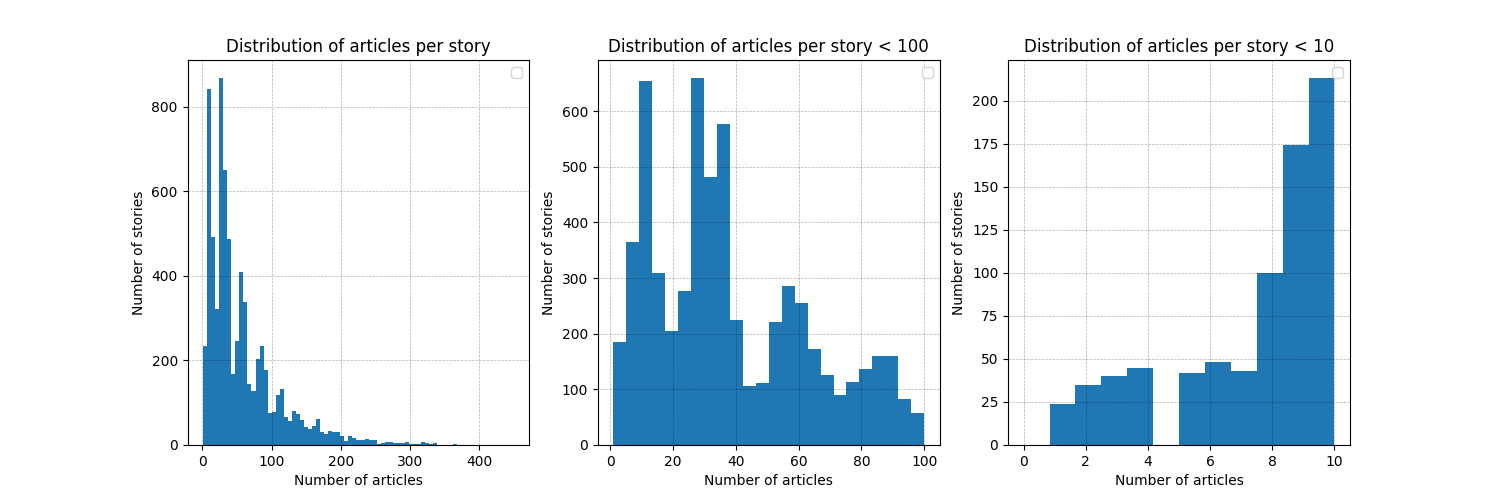 Distribution of articles per story
Number of stories
800
600
400
200
0
0 100 200 300 400
Number of articles
Distribution of articles per story < 100
Number of stories
600
500
400
300
200
100
0
0 20 40 60 80 100
Number of articles
Distribution of articles per story < 10
Number of stories
200
175
150
125
100
75
50
25
0
0 2 4 6 8 10
Number of articles